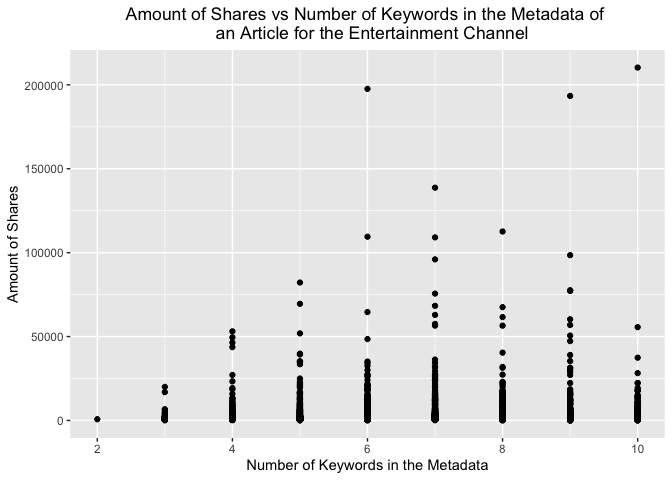 Amount of Shares vs Number of Keywords in the Metadata of
an Article for the Entertainment Channel
Amount of Shares
200000
150000
100000
50000
0
2 4 6 8 10
Number of Keywords in the Metadata